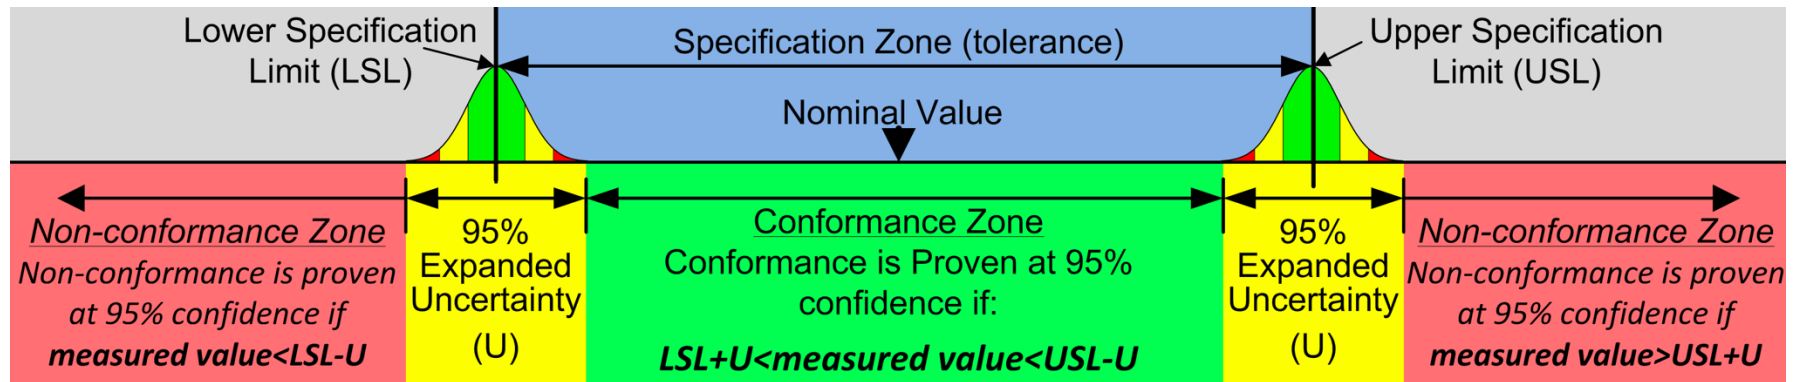 Lower Specification
Limit (LSL)
Specification Zone (tolerance)
Upper Specification
Limit (USL)
Nominal Value
Non-conformance Zone
Non-conformance is proven
at 95% confidence if
measured value<LSL-U
95%
Expanded
Uncertainty
(U)
Conformance Zone
Conformance is Proven at 95%
confidence if:
LSL+U<measured value<USL-U
95%
Expanded
Uncertainty
(U)
Non-conformance Zone
Non-conformance is proven
at 95% confidence if
measured value>USL+U